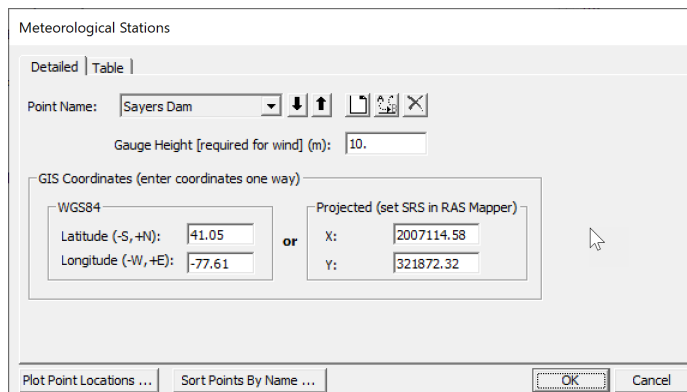 Meteorological Stations
Detailed Table
Point Name: Sayers Dam
Gauge Height [required for wind] (m): 10.
GIS Coordinates (enter coordinates one way)
WGS84 Projected (set SRS in RAS Mapper)
Latitude (-S,+N): 41.05 or X: 2007114.58
Longitude (-W,+E): -77.61 Y: 321872.32
Plot Point Locations ... Sort Points By Name ... OK Cancel